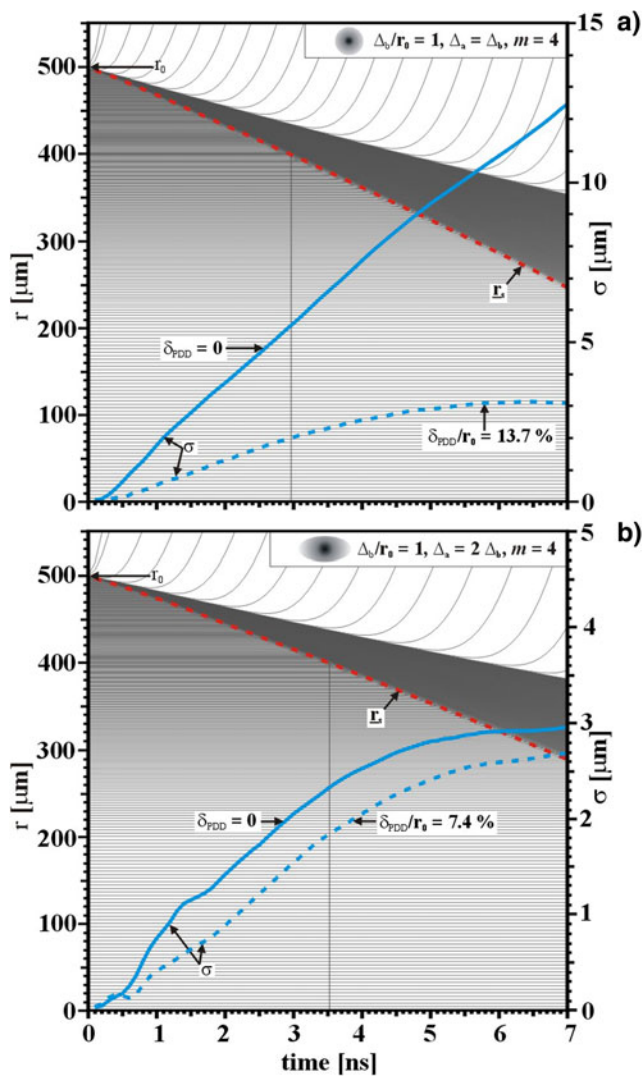 a)
Δb/r0 = 1, Δa = Δb, m = 4
r0
r [μm]
500
400
300
200
100
0
15
10
5
0
σ [μm]
rs
δPDD = 0
σ
δPDD/r0 = 13.7 %
b)
Δb/r0 = 1, Δa = 2 Δb, m = 4
r0
r [μm]
500
400
300
200
100
0
5
4
3
2
1
0
σ [μm]
rs
δPDD = 0
δPDD/r0 = 7.4 %
σ
0 1 2 3 4 5 6 7
time [ns]